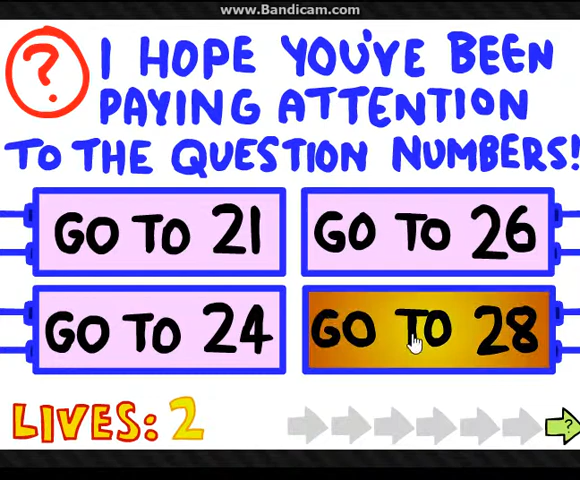 www.Bandicam.com
? I HOPE YOU'VE BEEN
PAYING ATTENTION
TO THE QUESTION NUMBERS!
GO TO 21
GO TO 26
GO TO 24
GO TO 28
LIVES: 2
?